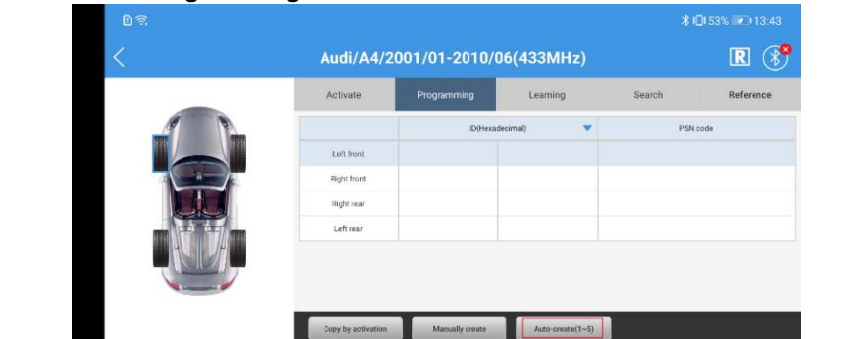 53% 13:43
Audi/A4/2001/01-2010/06(433MHz)
R
Activate Programming Learning Search Reference
ID(Hexadecimal) PSN code
Left front
Right front
Right rear
Left rear
Copy by activation Manually create Auto-create(1~5)